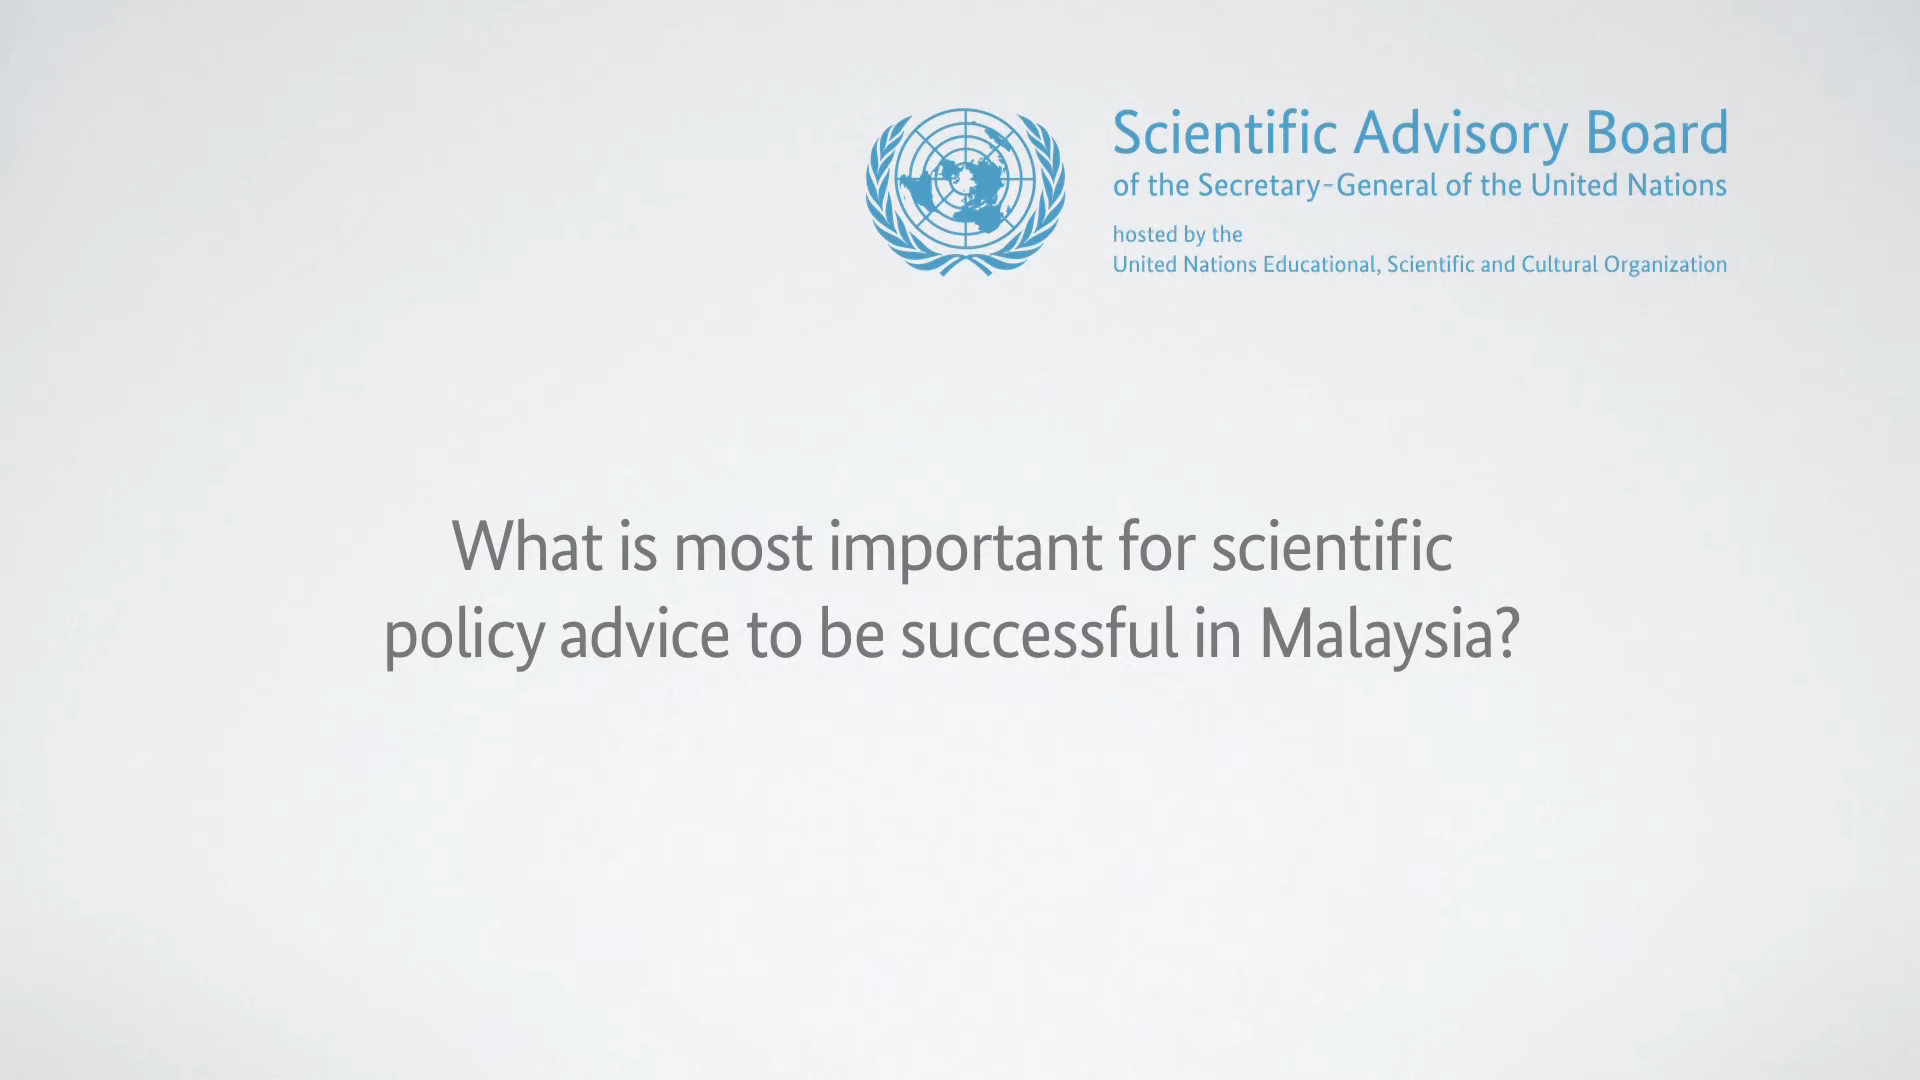 Scientific Advisory Board
of the Secretary-General of the United Nations
hosted by the
United Nations Educational, Scientific and Cultural Organization
What is most important for scientific
policy advice to be successful in Malaysia?